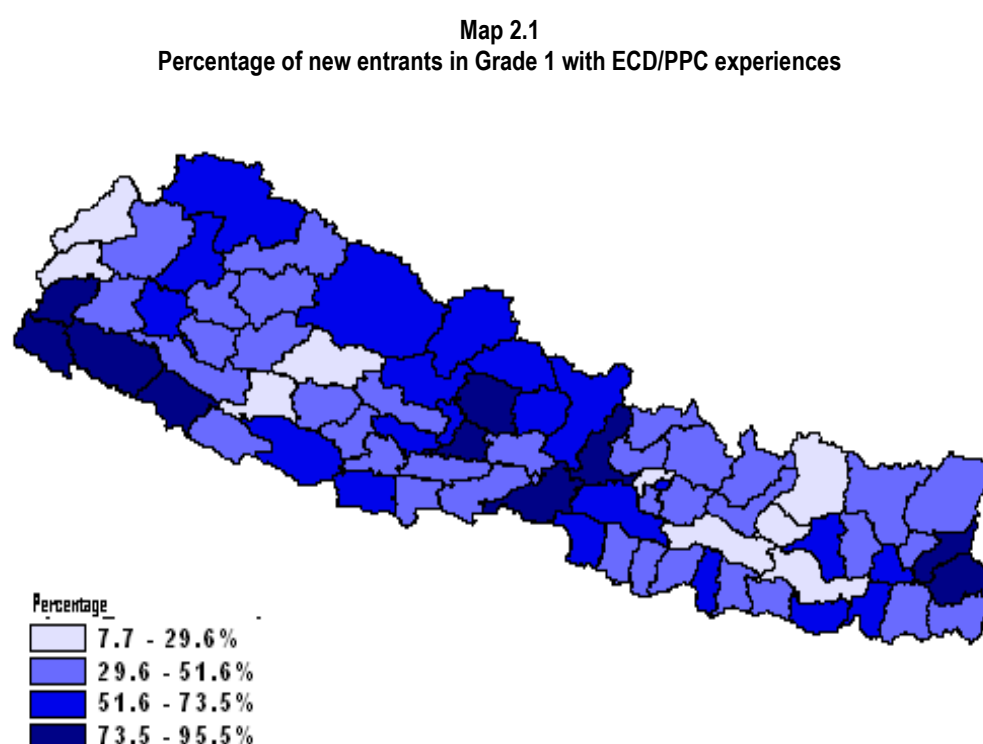 Map 2.1
Percentage of new entrants in Grade 1 with ECD/PPC experiences
Percentage_
7.7 - 29.6%
29.6 - 51.6%
51.6 - 73.5%
73.5 - 95.5%